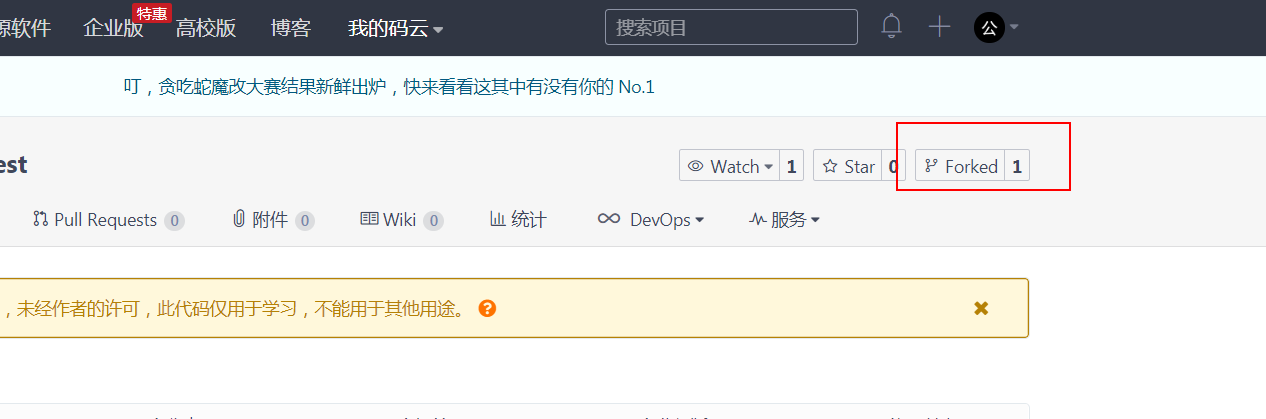 源软件 企业版 特惠 高校版 博客 我的码云 搜索项目 公
叮，贪吃蛇魔改大赛结果新鲜出炉，快来看看这其中有没有你的 No.1
est Watch 1 Star 0 Forked 1
Pull Requests 0 附件 0 Wiki 0 统计 DevOps 服务
，未经作者的许可，此代码仅用于学习，不能用于其他用途。 ?